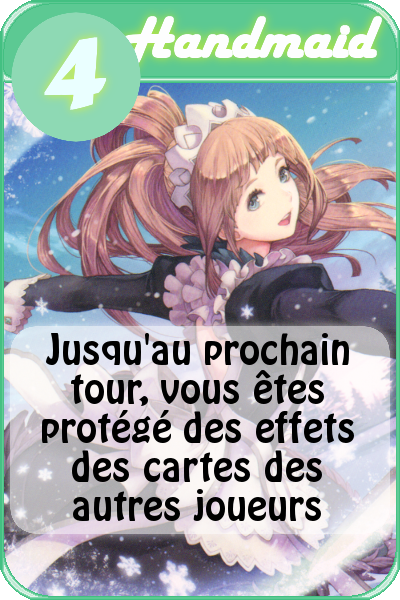 4 Handmaid
Jusqu'au prochain
tour, vous êtes
protégé des effets
des cartes des
autres joueurs